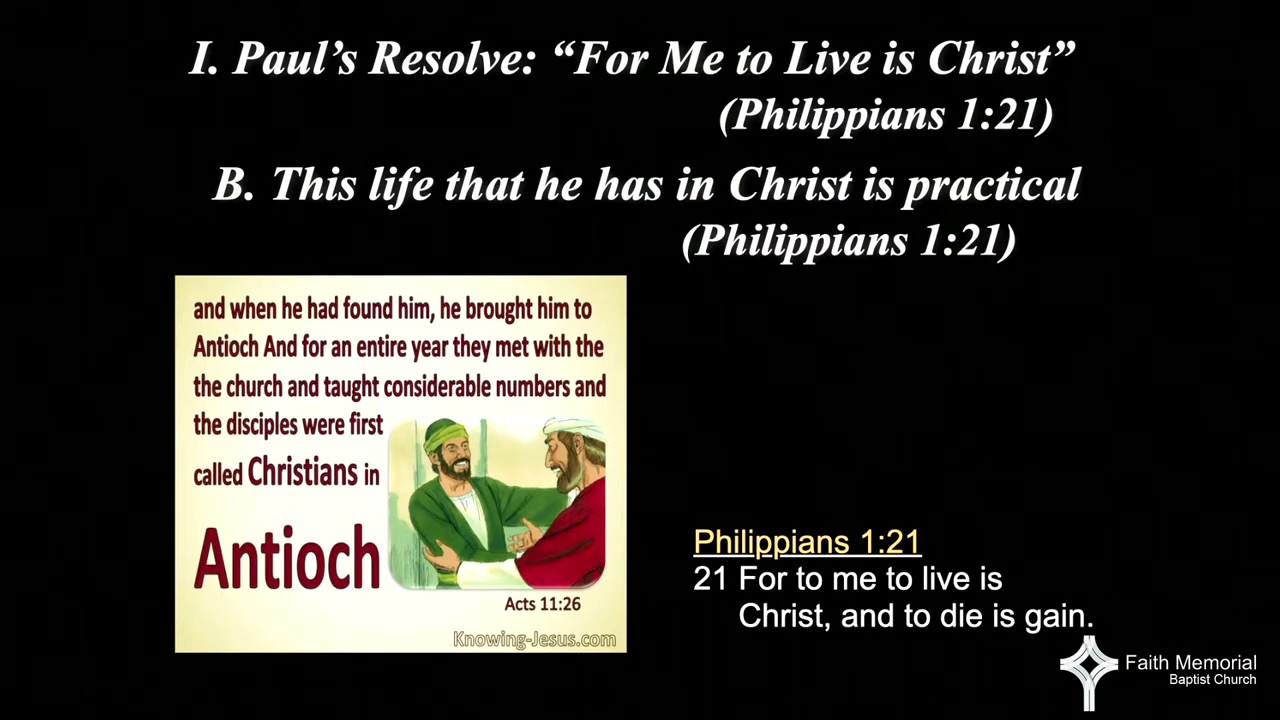 I. Paul’s Resolve: “For Me to Live is Christ”
(Philippians 1:21)
B. This life that he has in Christ is practical
(Philippians 1:21)
and when he had found him, he brought him to
Antioch And for an entire year they met with the
the church and taught considerable numbers and
the disciples were first
called Christians in
Antioch
Acts 11:26
Knowing-Jesus.com
Philippians 1:21
21 For to me to live is
Christ, and to die is gain.
Faith Memorial
Baptist Church